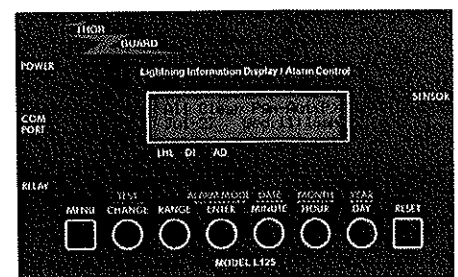 THOR
GUARD
POWER
Lightning Information Display / Alarm Control
SENSOR
COM
PORT
LHL DI AD
RELAY
TEST ALARM MODE DATE MONTH YEAR
MENU CHANGE RANGE ENTER MINUTE HOUR DAY RESET
MODEL L125